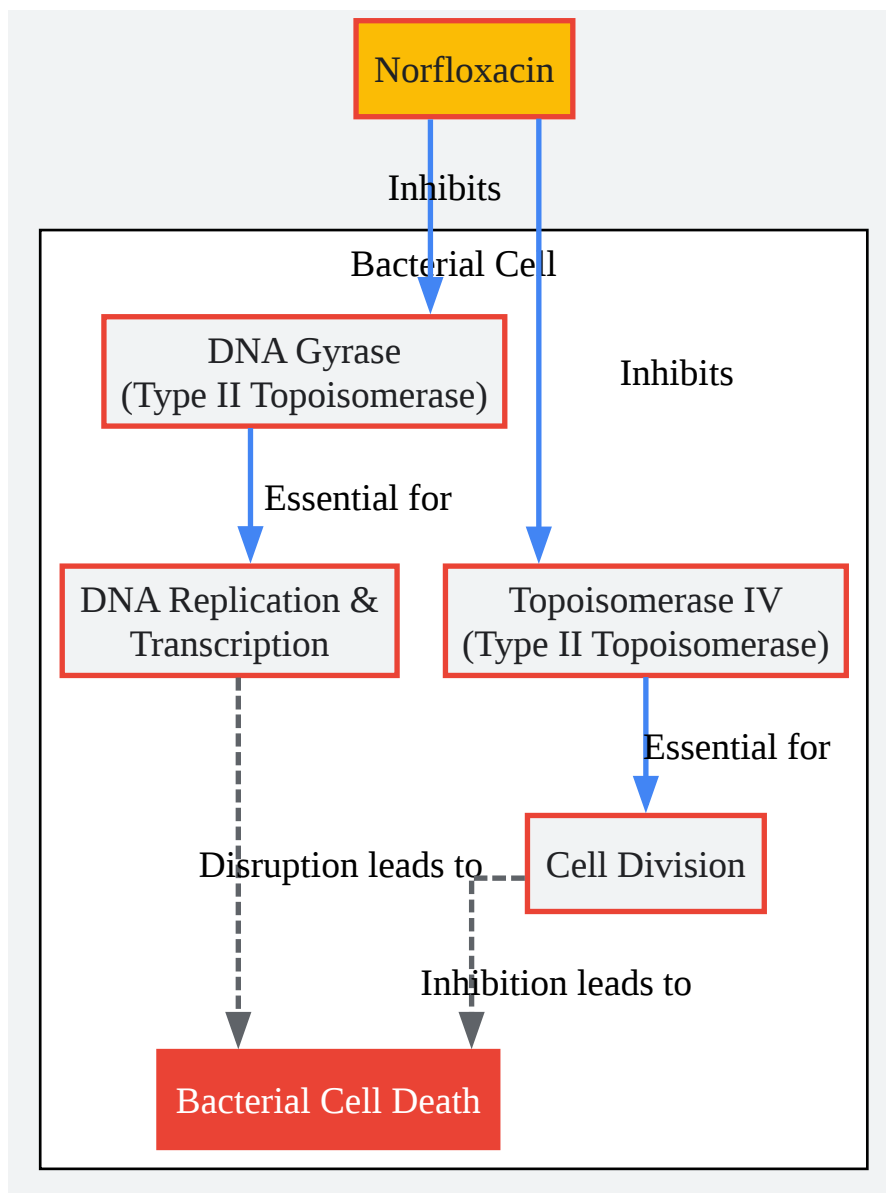 Norfloxacin
Inhibits
Bacterial Cell
DNA Gyrase
(Type II Topoisomerase)
Inhibits
Essential for
DNA Replication &
Transcription
Topoisomerase IV
(Type II Topoisomerase)
Essential for
Disruption leads to
Cell Division
Inhibition leads to
Bacterial Cell Death